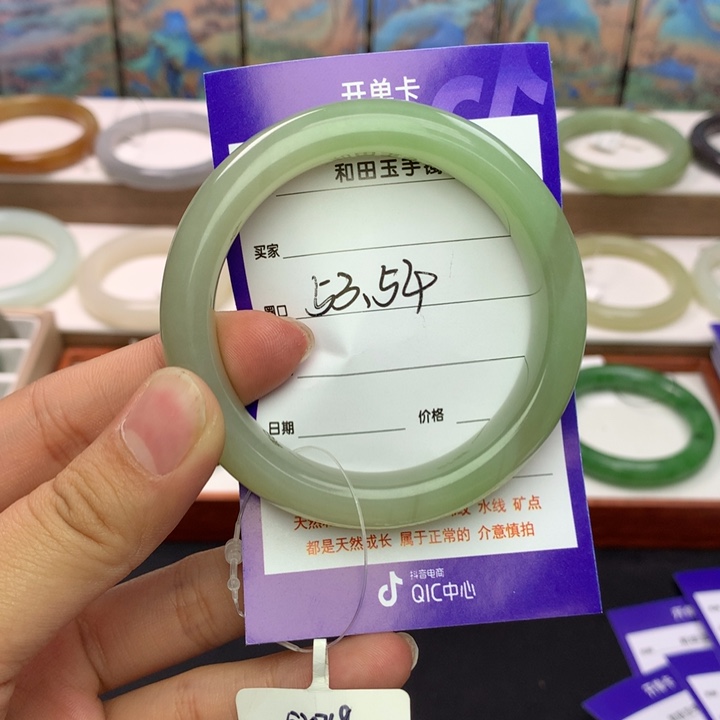 开单卡
和田玉手镯
买家
圈口 53、54
日期 价格
水线 矿点
都是天然成长 属于正常的 介意慎拍
抖音电商
QIC中心